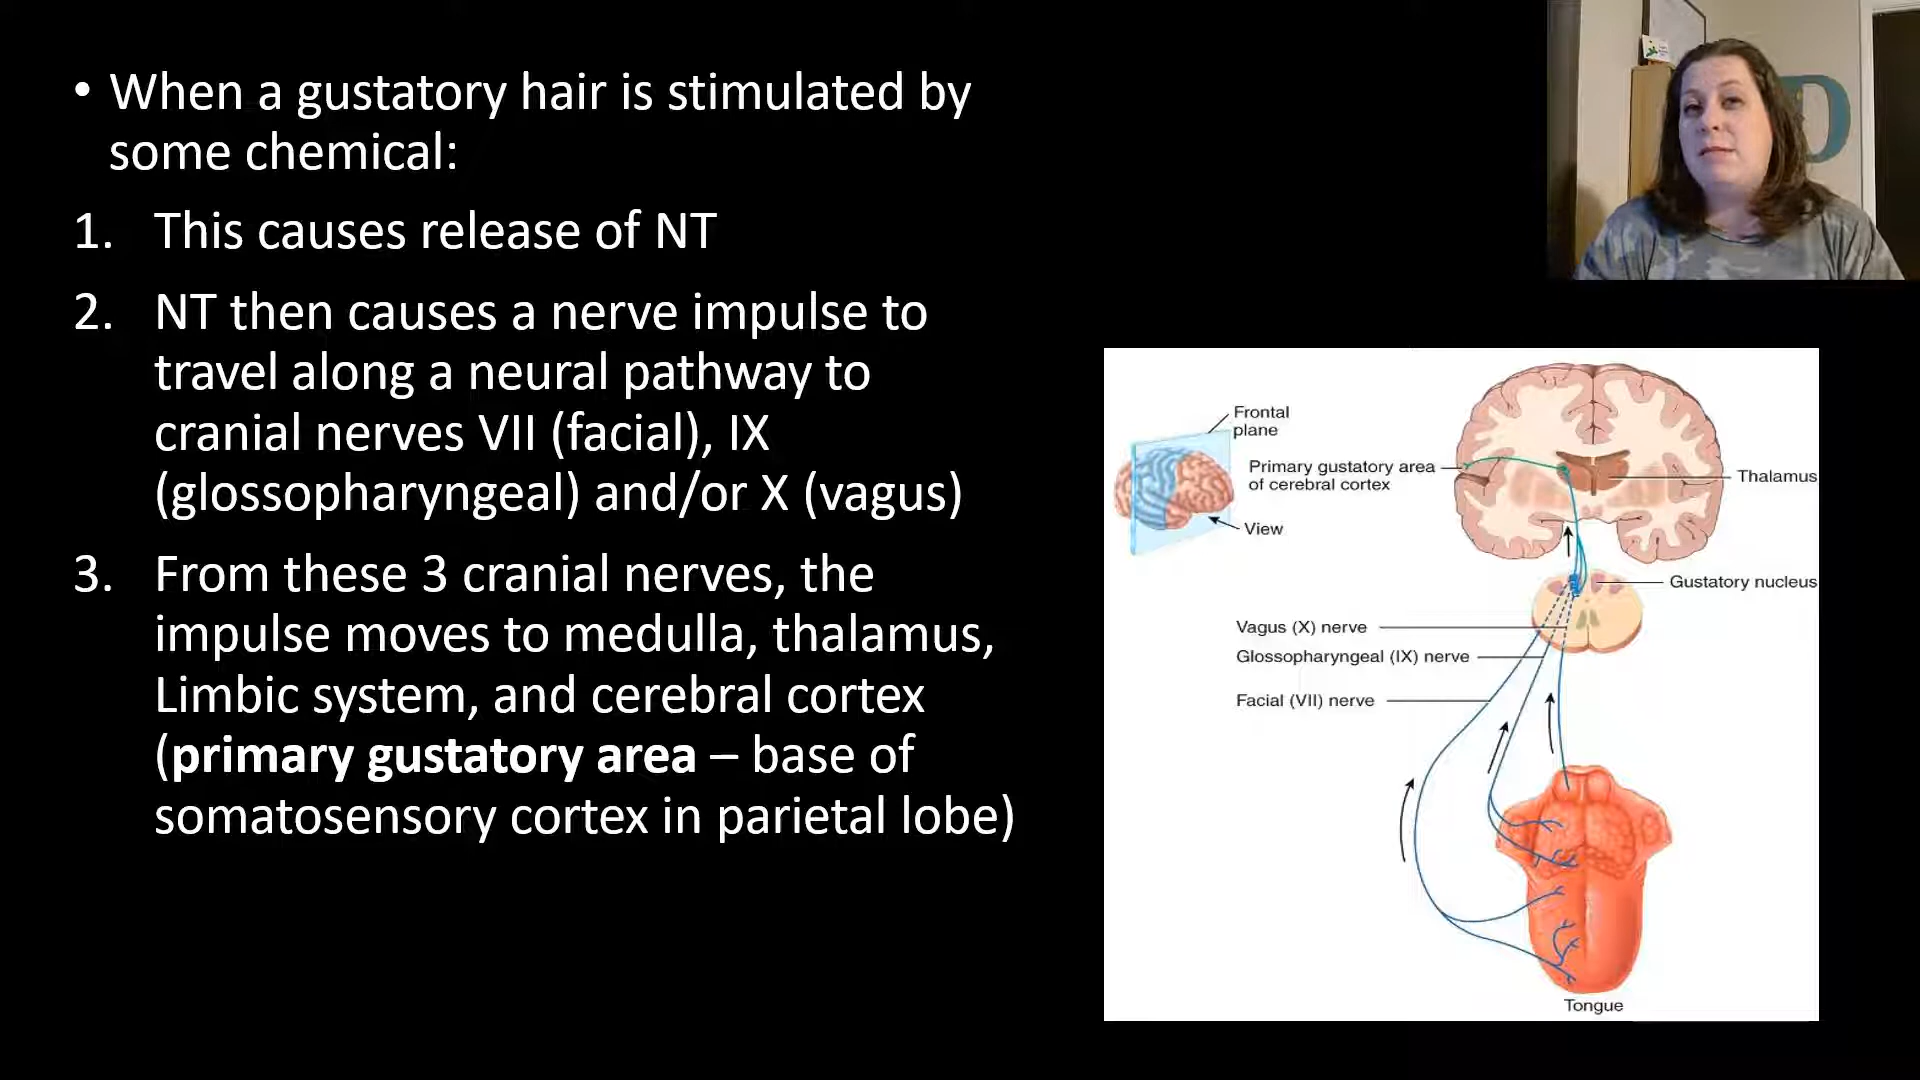 • When a gustatory hair is stimulated by
some chemical:
1. This causes release of NT
2. NT then causes a nerve impulse to
travel along a neural pathway to
cranial nerves VII (facial), IX
(glossopharyngeal) and/or X (vagus)
3. From these 3 cranial nerves, the
impulse moves to medulla, thalamus,
Limbic system, and cerebral cortex
(primary gustatory area – base of
somatosensory cortex in parietal lobe)
Frontal
plane
Primary gustatory area
of cerebral cortex
View
Thalamus
Gustatory nucleus
Vagus (X) nerve
Glossopharyngeal (IX) nerve
Facial (VII) nerve
Tongue
D